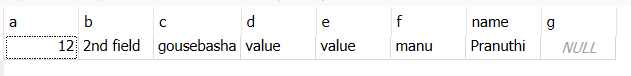 a b c d e f name g
12 2nd field gousebasha value value manu Pranuthi NULL